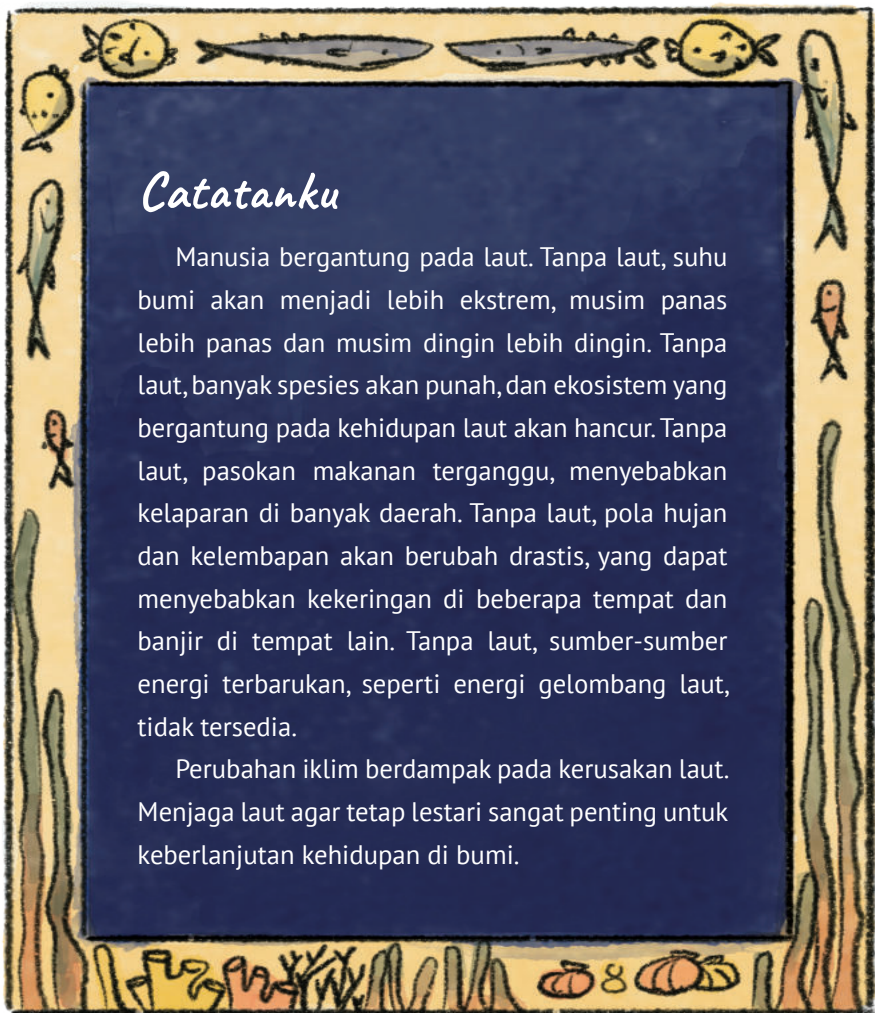 Catatanku
Manusia bergantung pada laut. Tanpa laut, suhu
bumi akan menjadi lebih ekstrem, musim panas
lebih panas dan musim dingin lebih dingin. Tanpa
laut, banyak spesies akan punah, dan ekosistem yang
bergantung pada kehidupan laut akan hancur. Tanpa
laut, pasokan makanan terganggu, menyebabkan
kelaparan di banyak daerah. Tanpa laut, pola hujan
dan kelembapan akan berubah drastis, yang dapat
menyebabkan kekeringan di beberapa tempat dan
banjir di tempat lain. Tanpa laut, sumber-sumber
energi terbarukan, seperti energi gelombang laut,
tidak tersedia.
Perubahan iklim berdampak pada kerusakan laut.
Menjaga laut agar tetap lestari sangat penting untuk
keberlanjutan kehidupan di bumi.